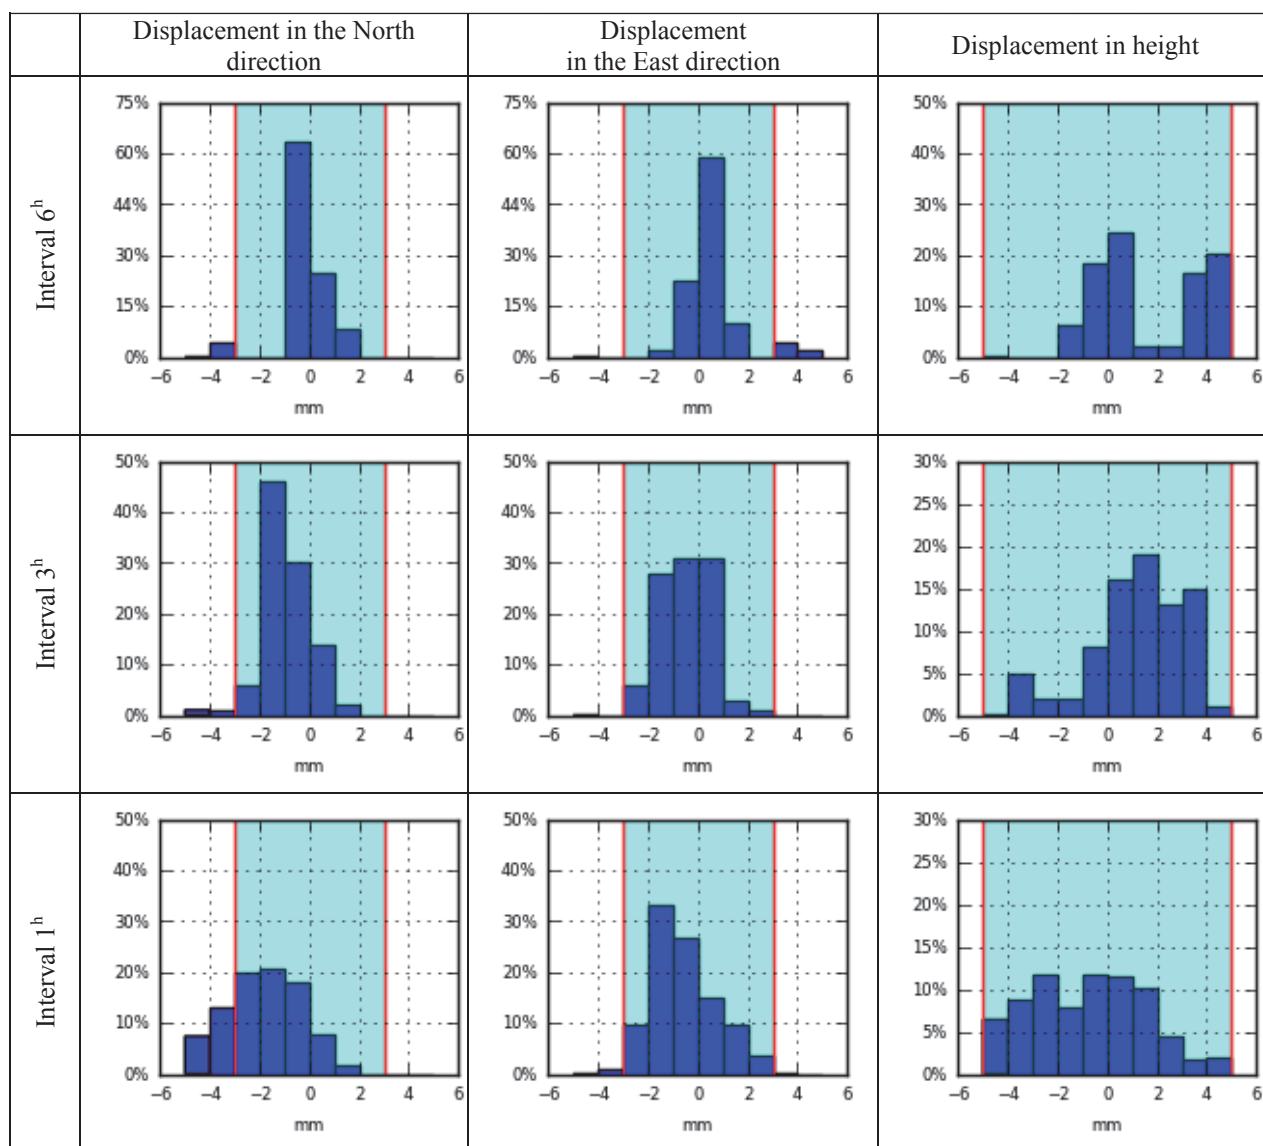 Displacement in the North
direction
Displacement
in the East direction
Displacement in height
Interval 6h
75%
60%
44%
30%
15%
0%
−6 −4 −2 0 2 4 6
mm
75%
60%
44%
30%
15%
0%
−6 −4 −2 0 2 4 6
mm
50%
40%
30%
20%
10%
0%
−6 −4 −2 0 2 4 6
mm
Interval 3h
50%
40%
30%
20%
10%
0%
−6 −4 −2 0 2 4 6
mm
50%
40%
30%
20%
10%
0%
−6 −4 −2 0 2 4 6
mm
30%
25%
20%
15%
10%
5%
0%
−6 −4 −2 0 2 4 6
mm
Interval 1h
50%
40%
30%
20%
10%
0%
−6 −4 −2 0 2 4 6
mm
50%
40%
30%
20%
10%
0%
−6 −4 −2 0 2 4 6
mm
30%
25%
20%
15%
10%
5%
0%
−6 −4 −2 0 2 4 6
mm